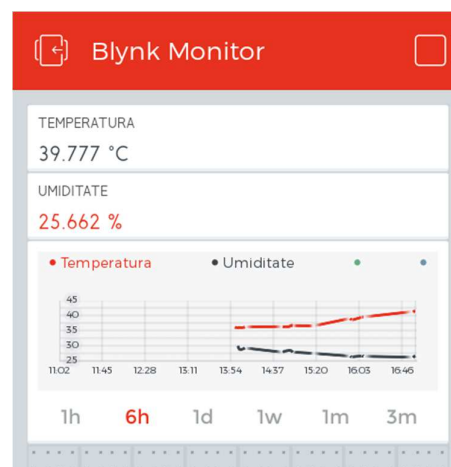 Blynk Monitor
TEMPERATURA
39.777 °C
UMIDITATE
25.662 %
Temperatura Umiditate
45
40
35
30
25
11:02 11:45 12:28 13:11 13:54 14:37 15:20 16:03 16:46
1h 6h 1d 1w 1m 3m